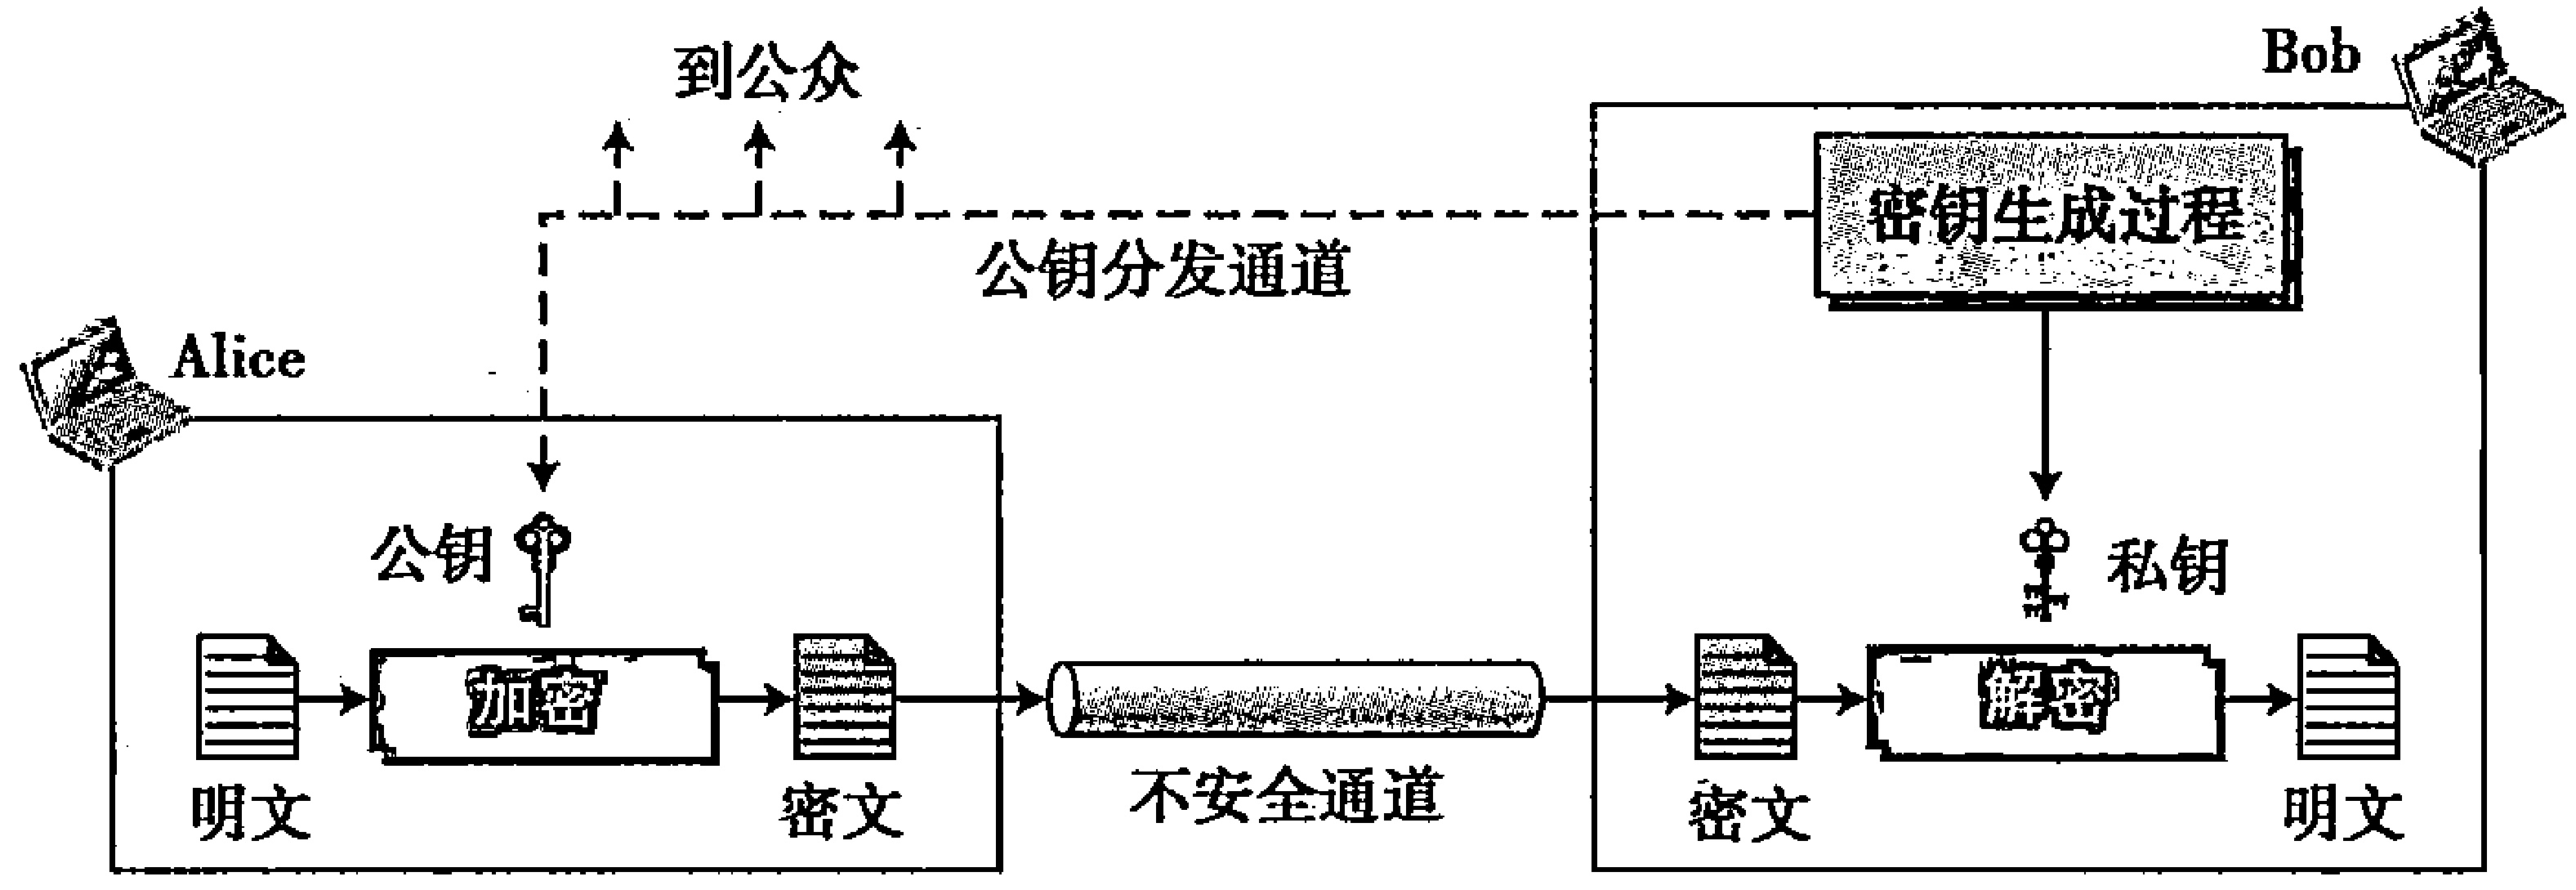 到公众
Bob
密钥生成过程
公钥分发通道
Alice
公钥
私钥
加密
解密
明文
密文
不安全通道
密文
明文